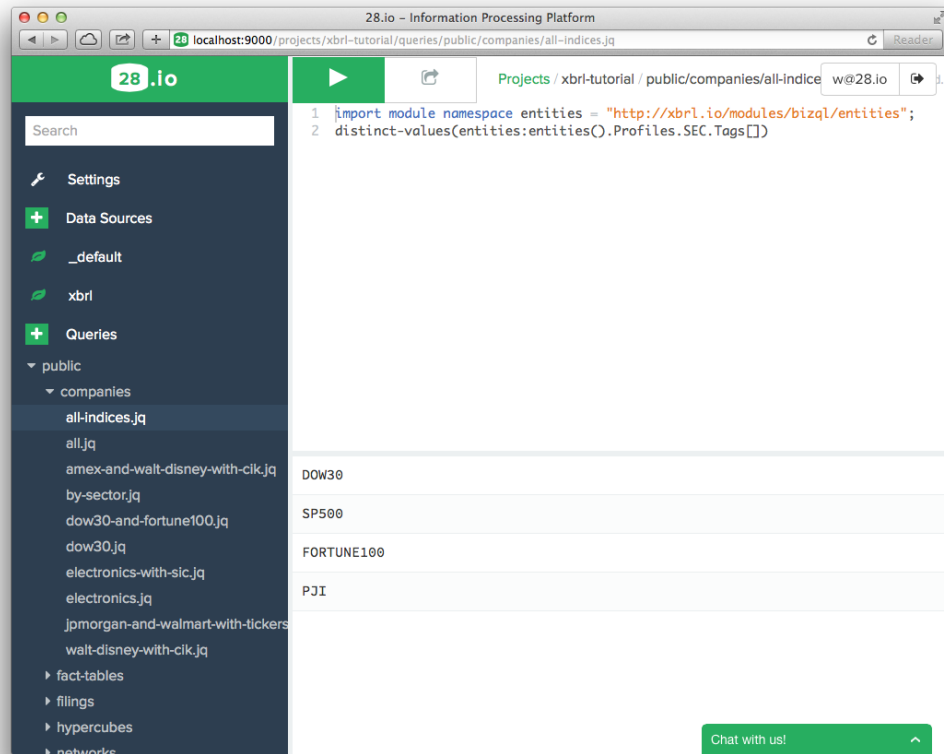 28.io – Information Processing Platform
28 localhost:9000/projects/xbrl-tutorial/queries/public/companies/all-indices.jq
Reader
28.io
Projects / xbrl-tutorial / public/companies/all-indice
w@28.io
Search
Settings
Data Sources
_default
xbrl
Queries
public
companies
all-indices.jq
all.jq
amex-and-walt-disney-with-cik.jq
by-sector.jq
dow30-and-fortune100.jq
dow30.jq
electronics-with-sic.jq
electronics.jq
jpmorgan-and-walmart-with-tickers
walt-disney-with-cik.jq
fact-tables
filings
hypercubes
networks
1 import module namespace entities = "http://xbrl.io/modules/bizql/entities";
2 distinct-values(entities:entities().Profiles.SEC.Tags[])
DOW30
SP500
FORTUNE100
PJI
Chat with us!